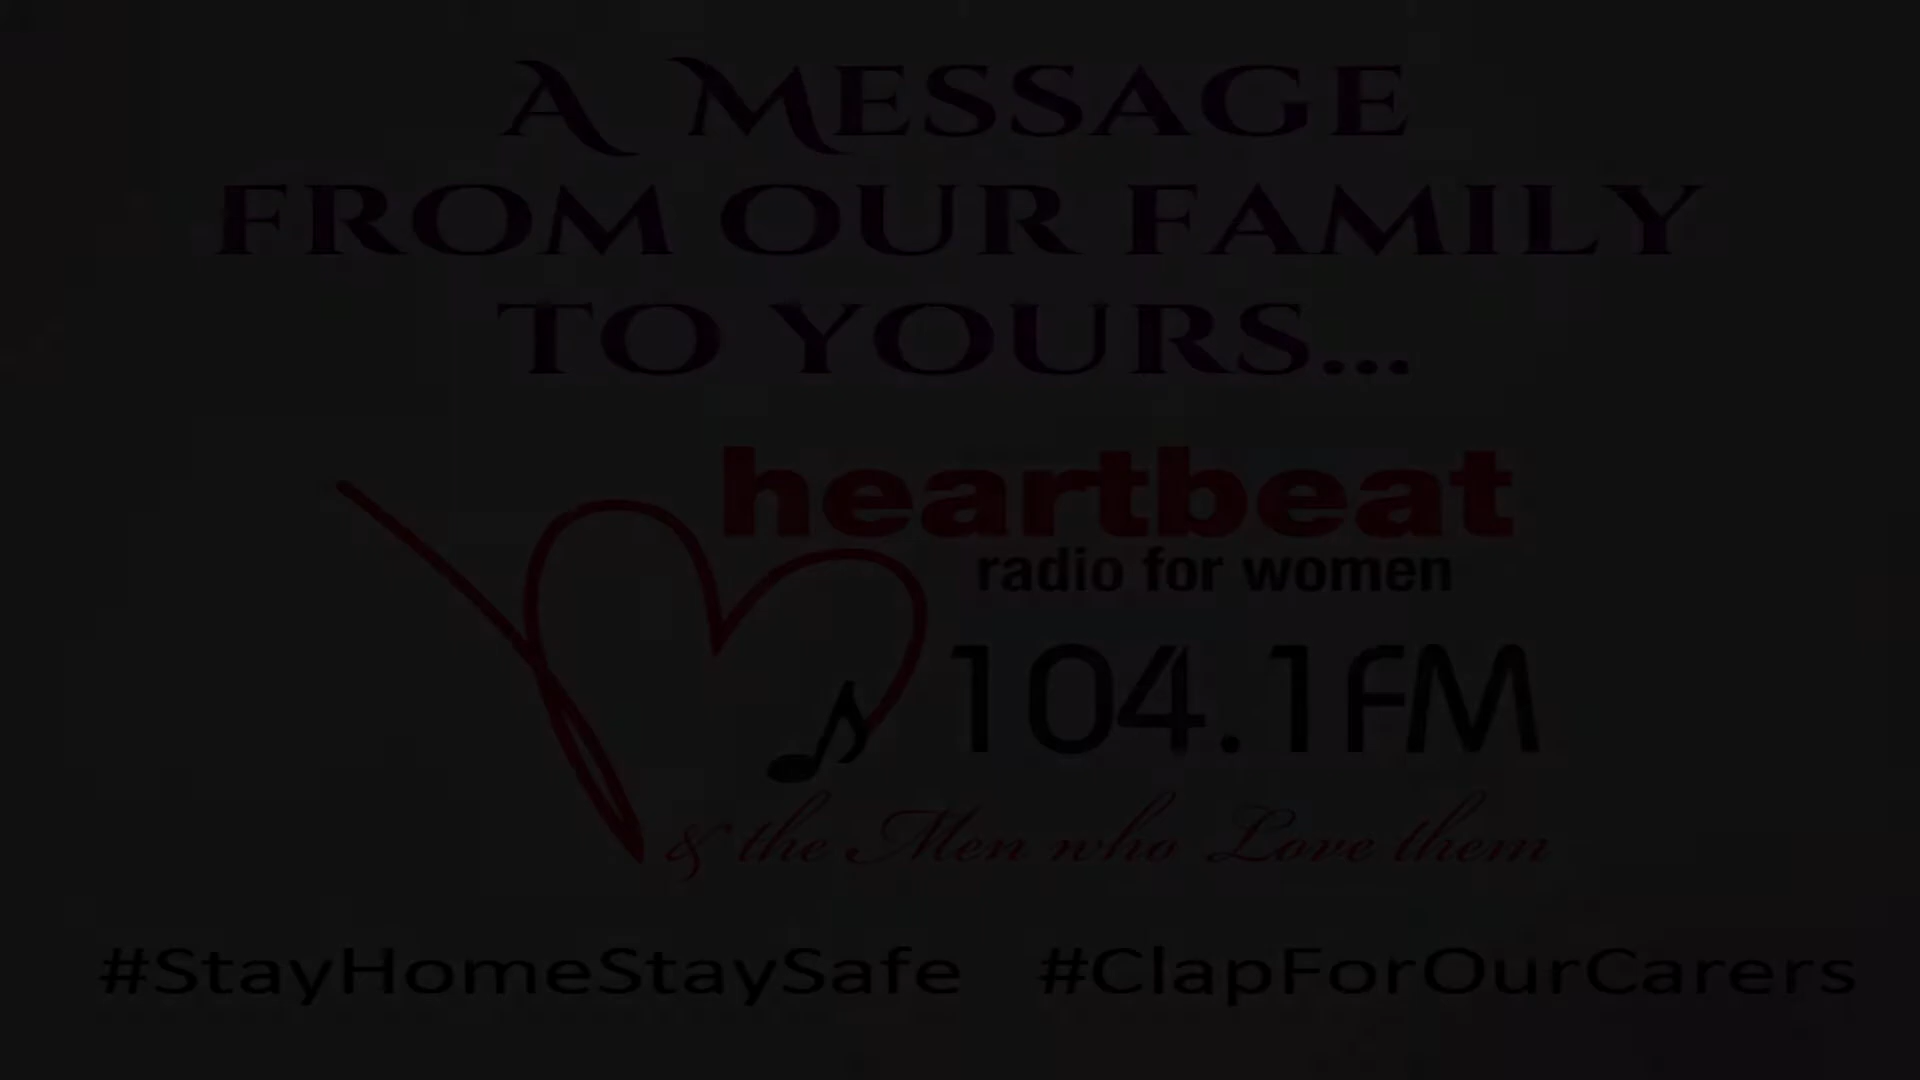 A MESSAGE
FROM OUR FAMILY
TO YOURS...
heartbeat
radio for women
104.1FM
& the Men who Love them
#StayHomeStaySafe #ClapForOurCarers